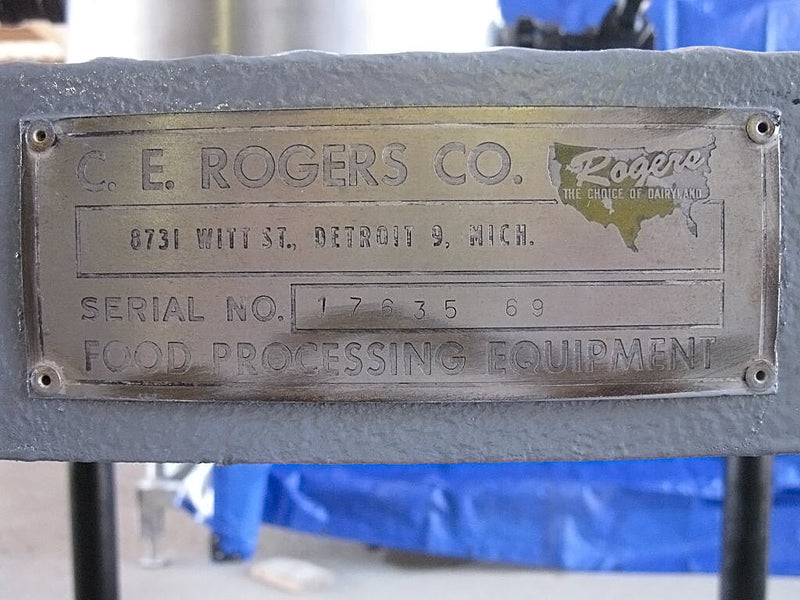 C. E. ROGERS CO.
Rogers
THE CHOICE OF DAIRYLAND
8731 WITT ST., DETROIT 9, MICH.
SERIAL NO. 17635 69
FOOD PROCESSING EQUIPMENT